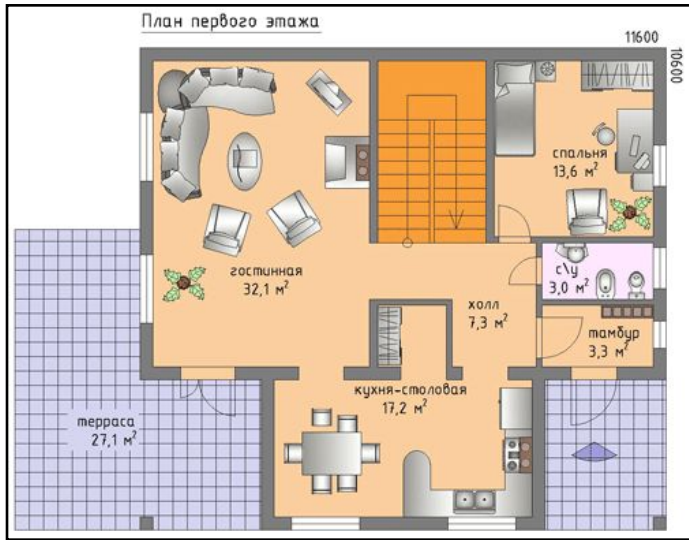 План первого этажа
11600
10600
спальня
13,6 м²
гостинная
32,1 м²
с\у
3,0 м²
холл
7,3 м²
тамбур
3,3 м²
кухня-столовая
17,2 м²
терраса
27,1 м²